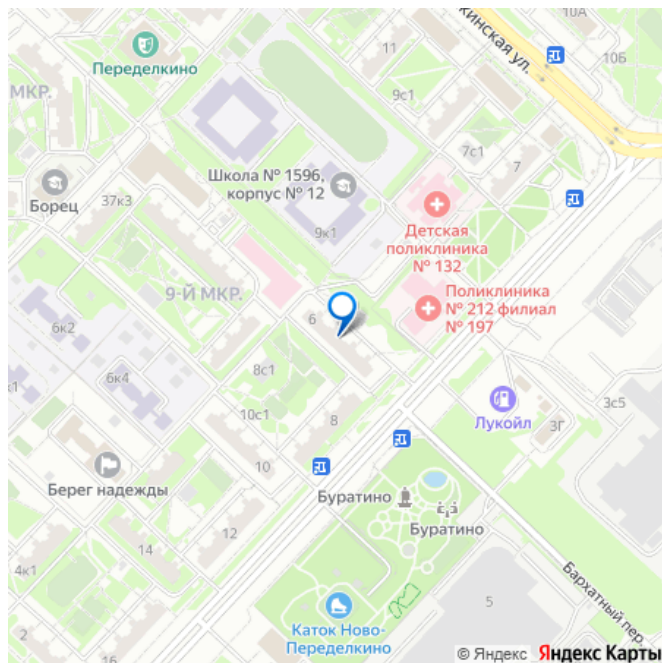 10А
кинская ул.
10Б
11
Переделкино
МКР.
9с1
7с1
7
Школа № 1596,
корпус № 12
Борец
37к3
9к1
Детская
поликлиника
№ 132
9-Й МКР.
Поликлиника
№ 212 филиал
№ 197
6
6к2
8с1
6к4
к1
10с1
8
Лукойл
3с5
3Г
10
Берег надежды
Буратино
Буратино
12
14
4к1
Бархатный пер.
5
Каток Ново-
Переделкино
2
16
© Яндекс Яндекс Карты